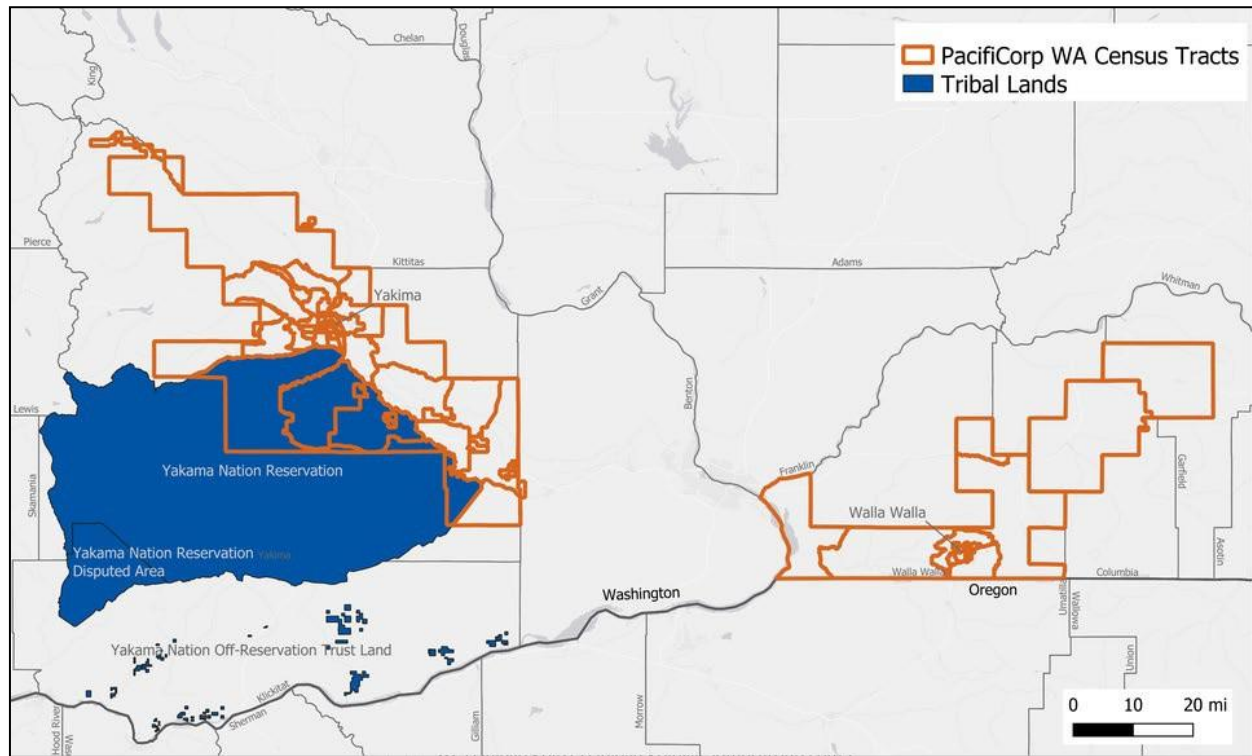 PacifiCorp WA Census Tracts
Tribal Lands
Chelan
Douglas
King
Pierce
Kittitas
Adams
Grant
Whitman
Yakima
Benton
Lewis
Franklin
Garfield
Yakama Nation Reservation
Skamania
Walla Walla
Asotin
Yakama Nation Reservation
Disputed Area
Yakima
Walla Walla
Columbia
Washington
Oregon
Umatilla
Wallowa
Yakama Nation Off-Reservation Trust Land
Union
Klickitat
Sherman
Gilliam
Morrow
Hood River
0 10 20 mi